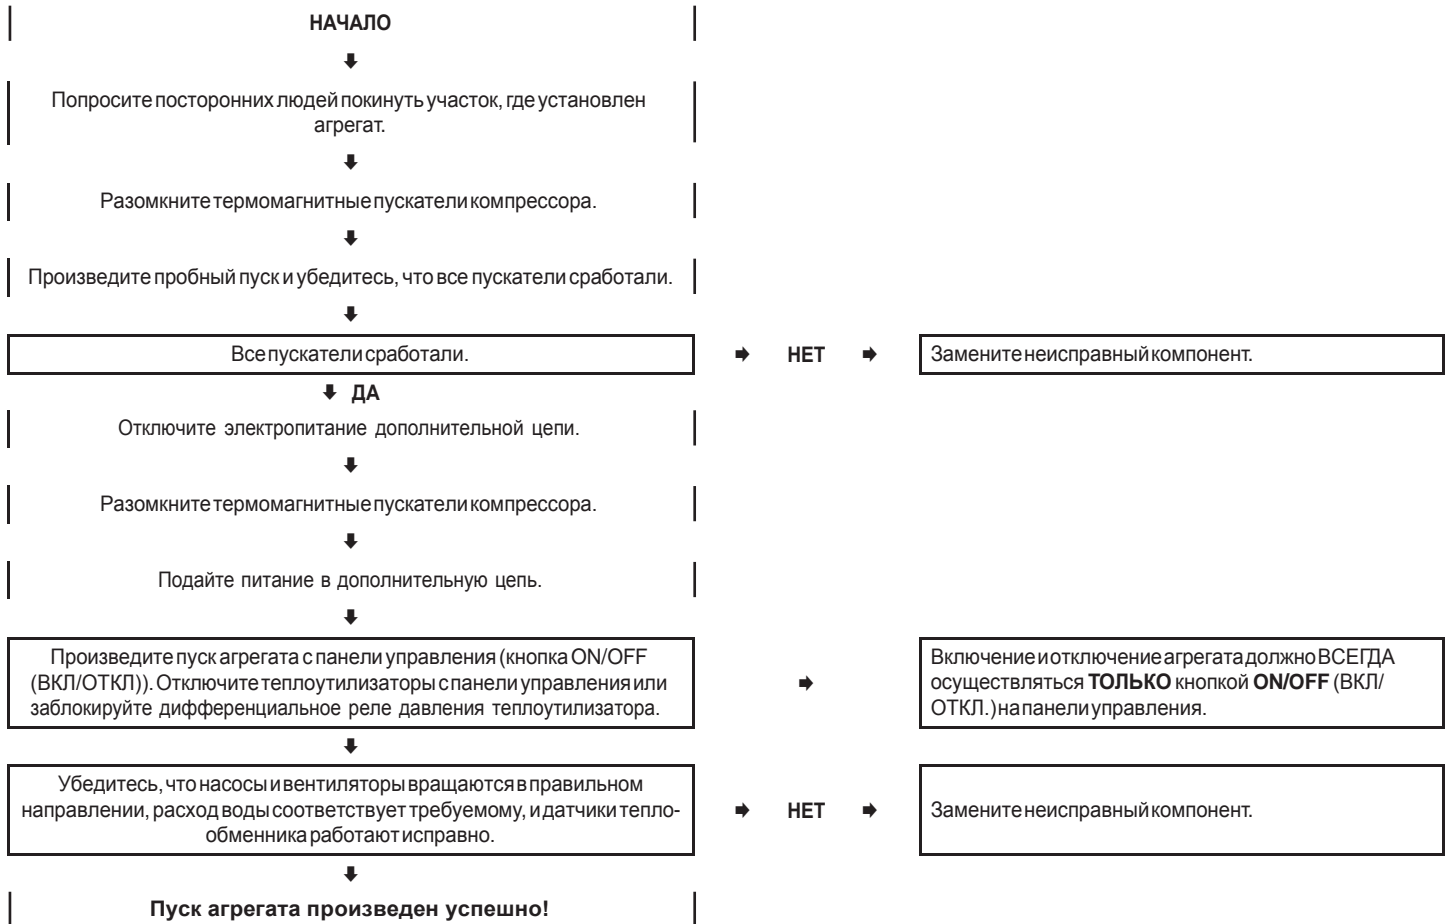 НАЧАЛО
Попросите посторонних людей покинуть участок, где установлен
агрегат.
Разомкните термомагнитные пускатели компрессора.
Произведите пробный пуск и убедитесь, что все пускатели сработали.
Все пускатели сработали.
НЕТ
Замените неисправный компонент.
ДА
Отключите электропитание дополнительной цепи.
Разомкните термомагнитные пускатели компрессора.
Подайте питание в дополнительную цепь.
Произведите пуск агрегата с панели управления (кнопка ON/OFF
(ВКЛ/ОТКЛ)). Отключите теплоутилизаторы с панели управления или
заблокируйте дифференциальное реле давления теплоутилизатора.
Включение и отключение агрегата должно ВСЕГДА
осуществляться ТОЛЬКО кнопкой ON/OFF (ВКЛ/
ОТКЛ.) на панели управления.
Убедитесь, что насосы и вентиляторы вращаются в правильном
направлении, расход воды соответствует требуемому, и датчики тепло-
обменника работают исправно.
НЕТ
Замените неисправный компонент.
Пуск агрегата произведен успешно!